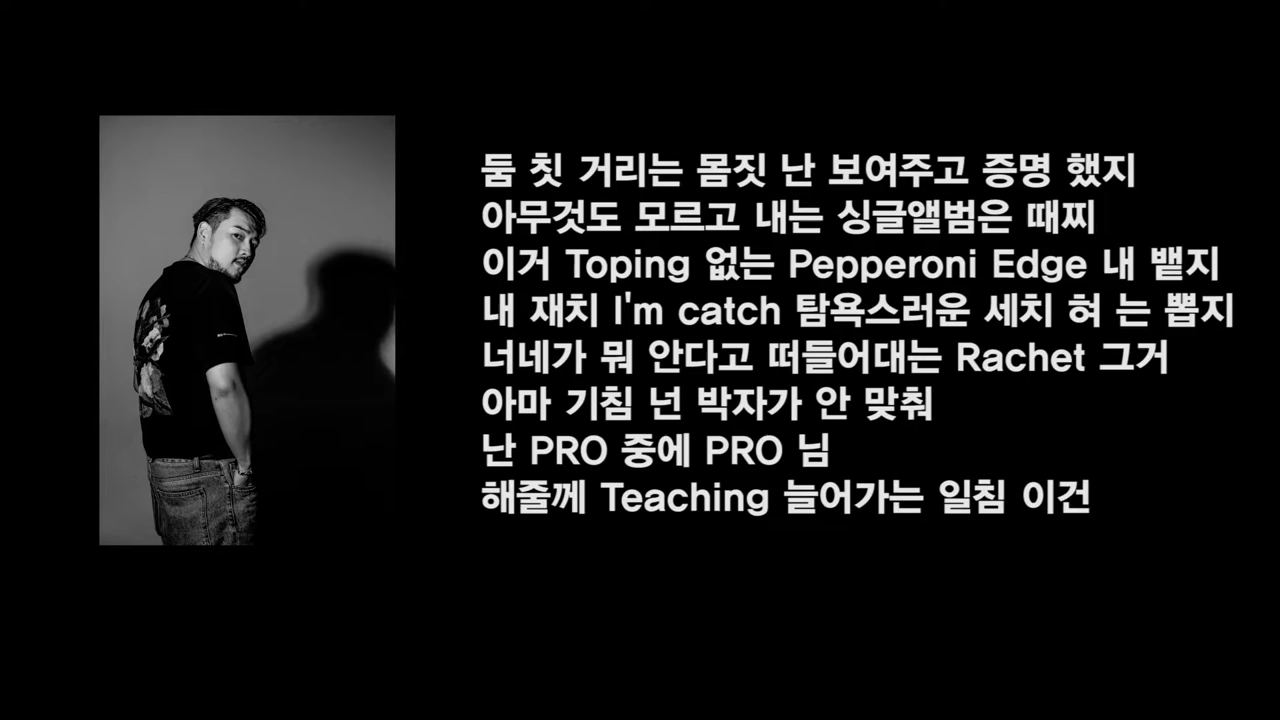 둠 칫 거리는 몸짓 난 보여주고 증명 했지
아무것도 모르고 내는 싱글앨범은 때찌
이거 Toping 없는 Pepperoni Edge 내 뱉지
내 재치 I'm catch 탐욕스러운 세치 혀 는 뽑지
너네가 뭐 안다고 떠들어대는 Rachet 그거
아마 기침 넌 박자가 안 맞춰
난 PRO 중에 PRO 님
해줄께 Teaching 늘어가는 일침 이건